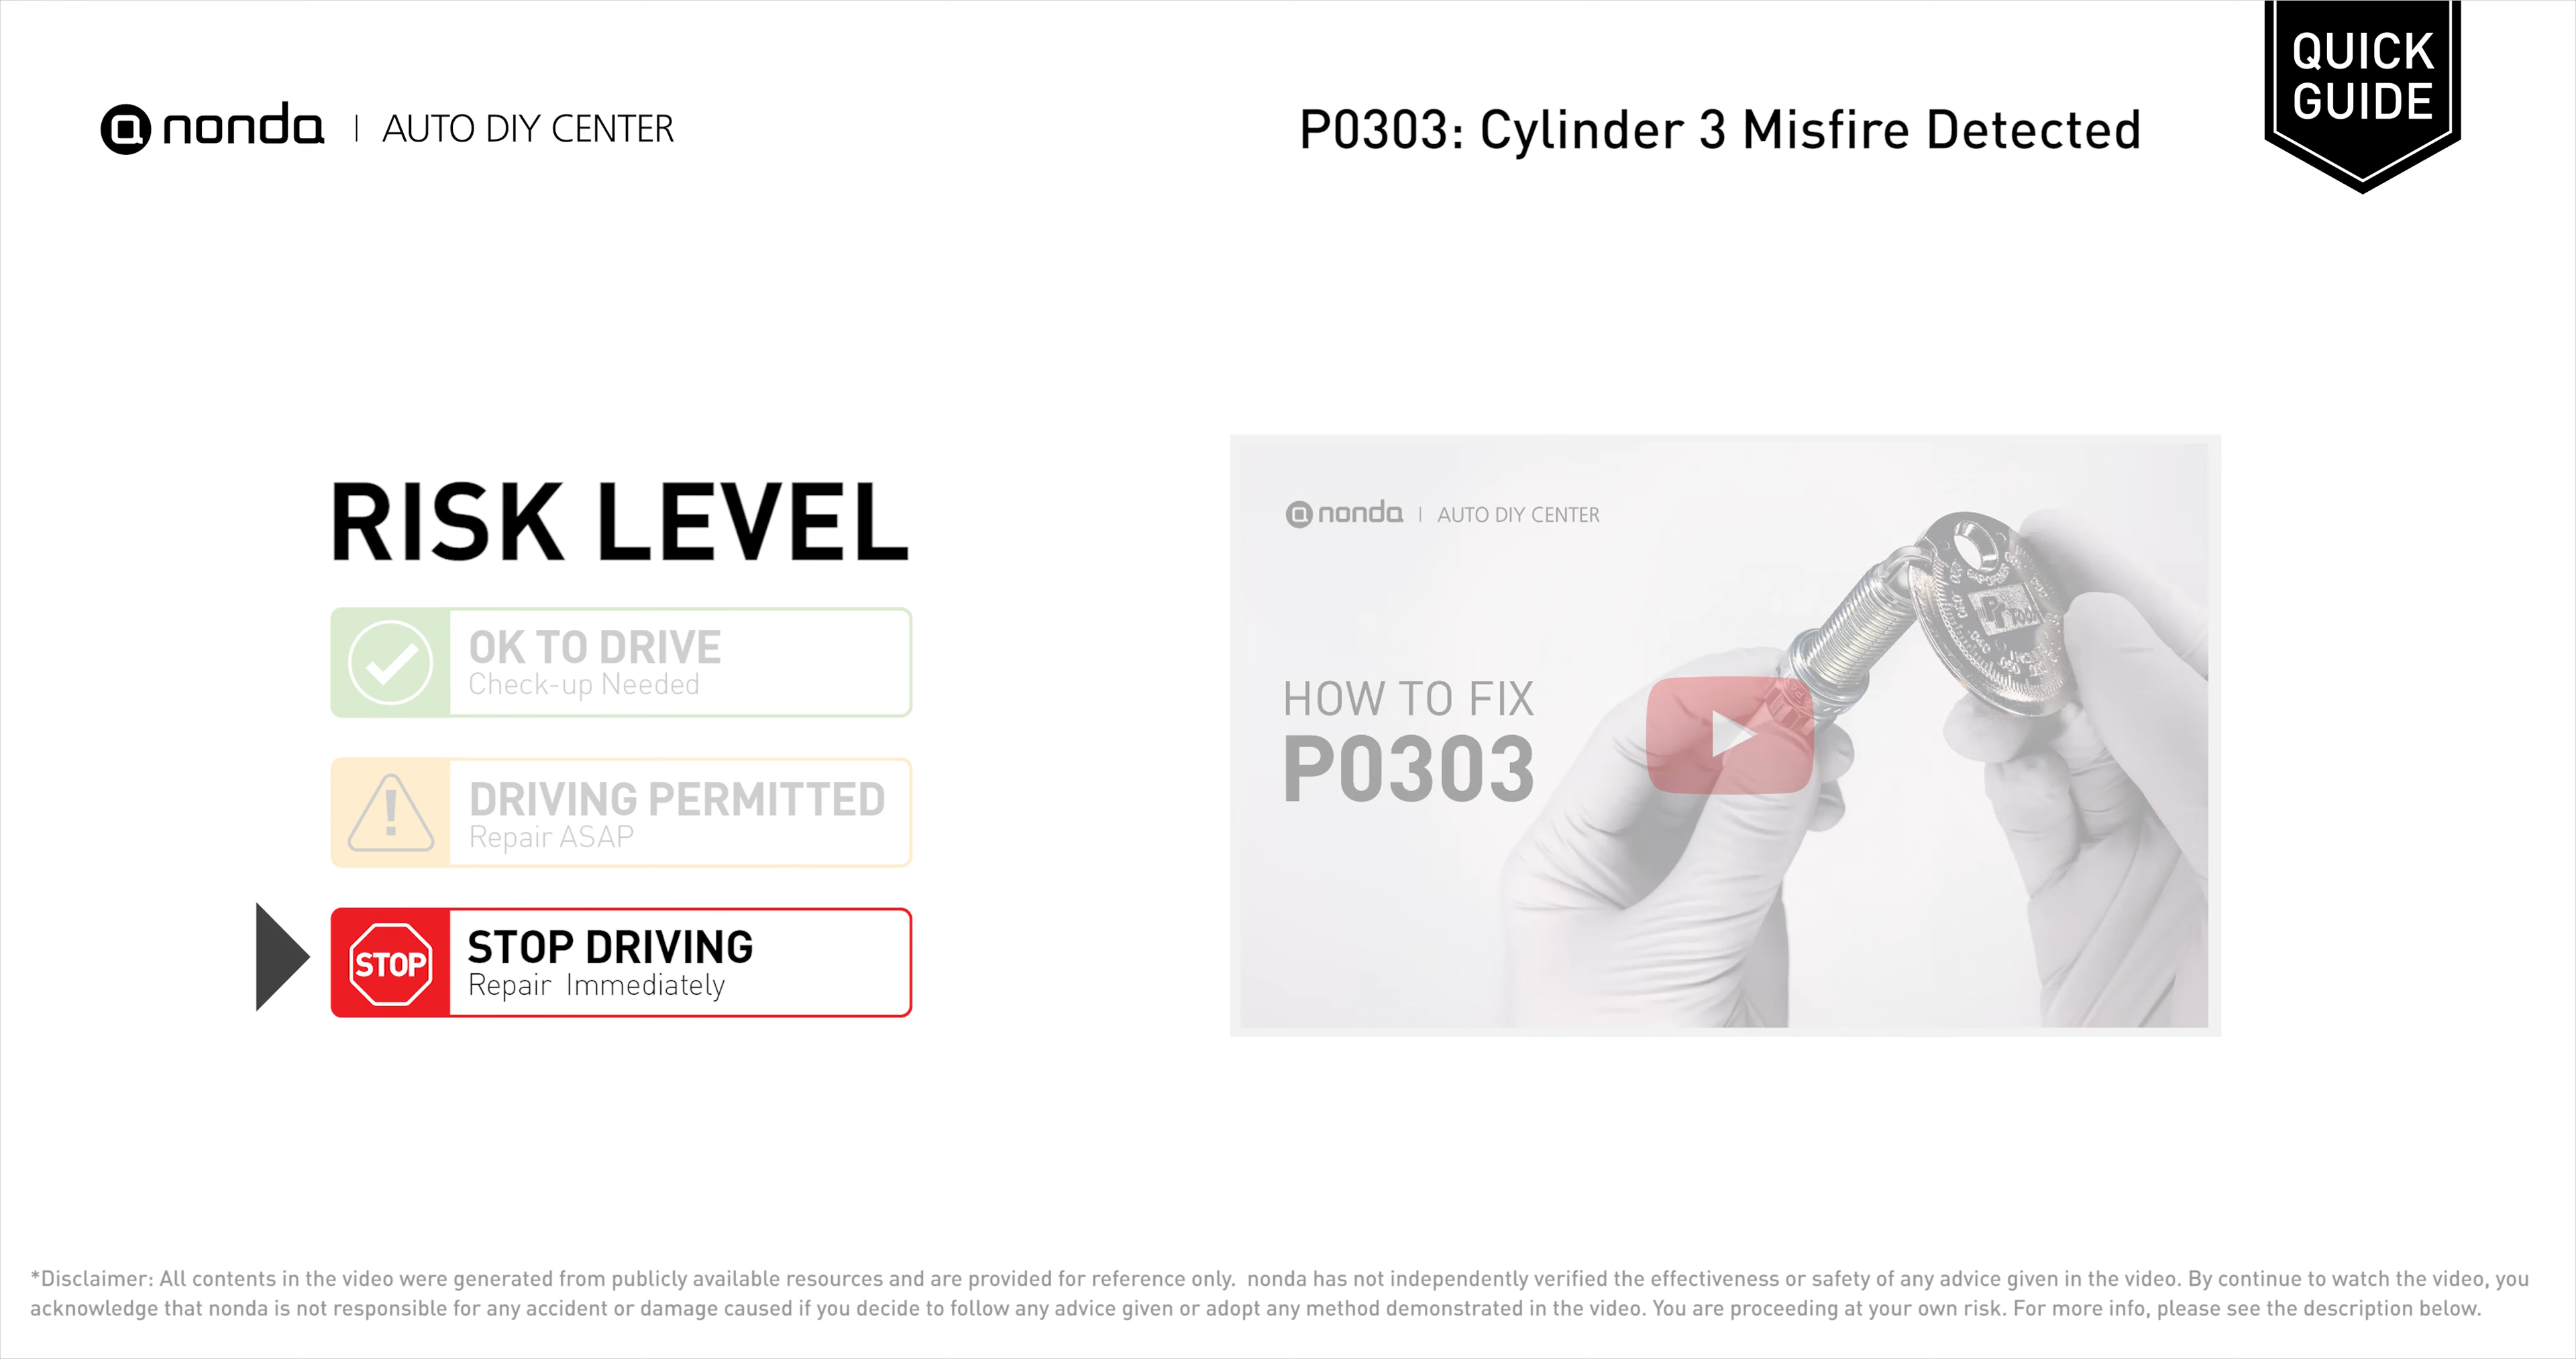 nonda | AUTO DIY CENTER
P0303: Cylinder 3 Misfire Detected
QUICK
GUIDE
RISK LEVEL
OK TO DRIVE
Check-up Needed
DRIVING PERMITTED
Repair ASAP
STOP
STOP DRIVING
Repair Immediately
nonda | AUTO DIY CENTER
HOW TO FIX
P0303
*Disclaimer: All contents in the video were generated from publicly available resources and are provided for reference only. nonda has not independently verified the effectiveness or safety of any advice given in the video. By continue to watch the video, you
acknowledge that nonda is not responsible for any accident or damage caused if you decide to follow any advice given or adopt any method demonstrated in the video. You are proceeding at your own risk. For more info, please see the description below.